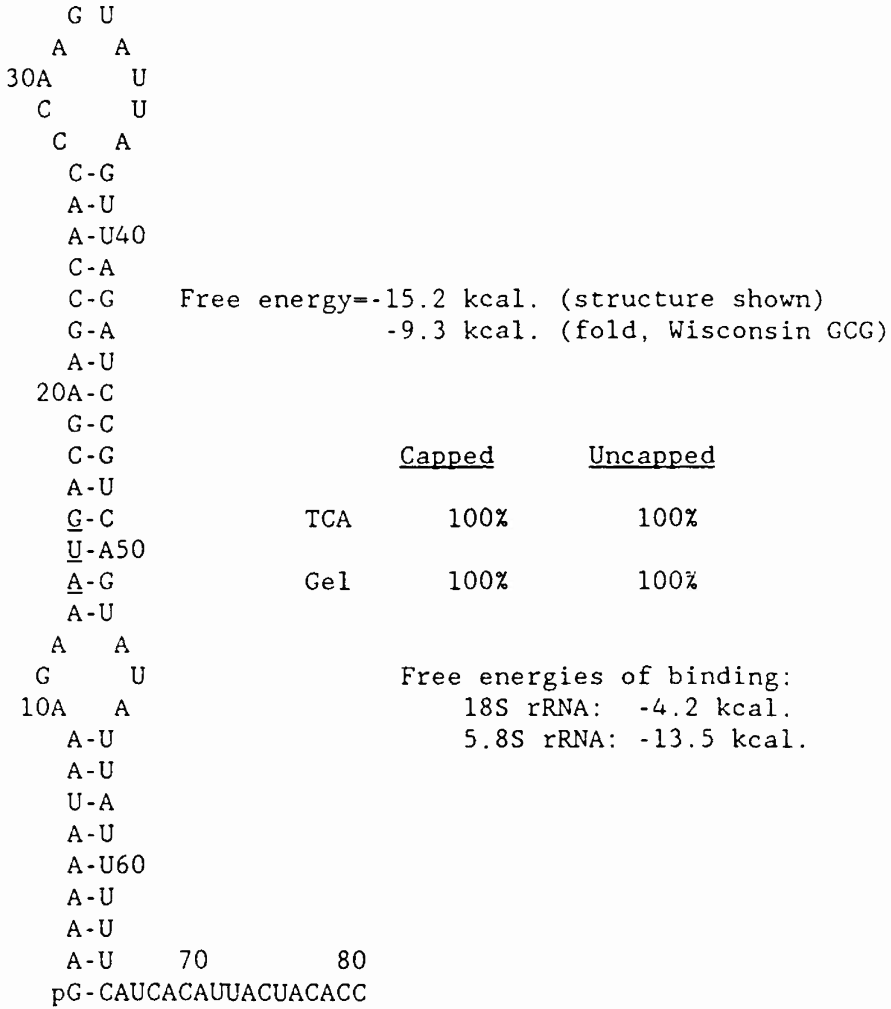 G U
A A
30A U
C U
C A
C-G
A-U
A-U40
C-A
C-G Free energy=-15.2 kcal. (structure shown)
G-A -9.3 kcal. (fold, Wisconsin GCG)
A-U
20A-C
G-C
C-G Capped Uncapped
A-U
G-C TCA 100% 100%
U-A50
A-G Gel 100% 100%
A-U
A A
G U Free energies of binding:
10A A 18S rRNA: -4.2 kcal.
A-U 5.8S rRNA: -13.5 kcal.
A-U
U-A
A-U
A-U60
A-U
A-U
A-U 70 80
pG-CAUCACAUUACUACACC